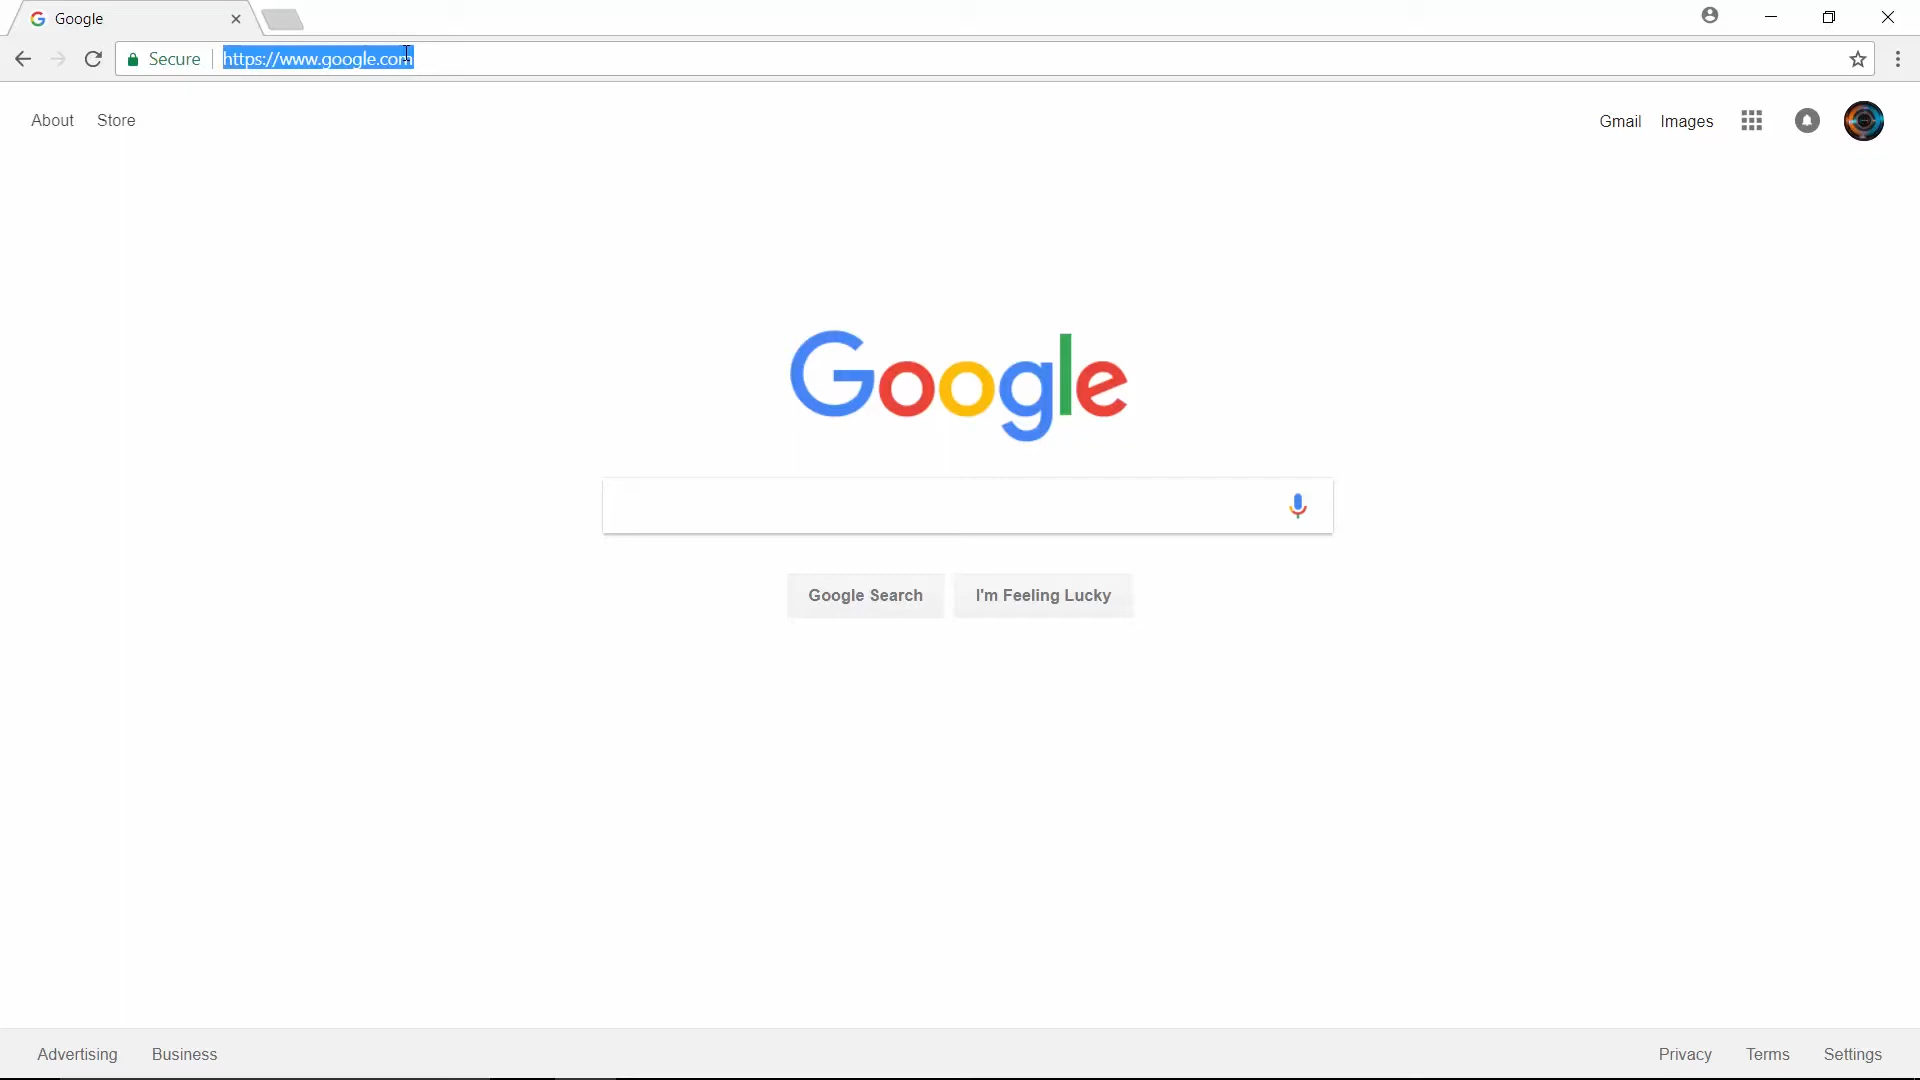 Google
Secure https://www.google.com
About Store
Gmail Images
Google
Google Search I'm Feeling Lucky
Advertising Business
Privacy Terms Settings